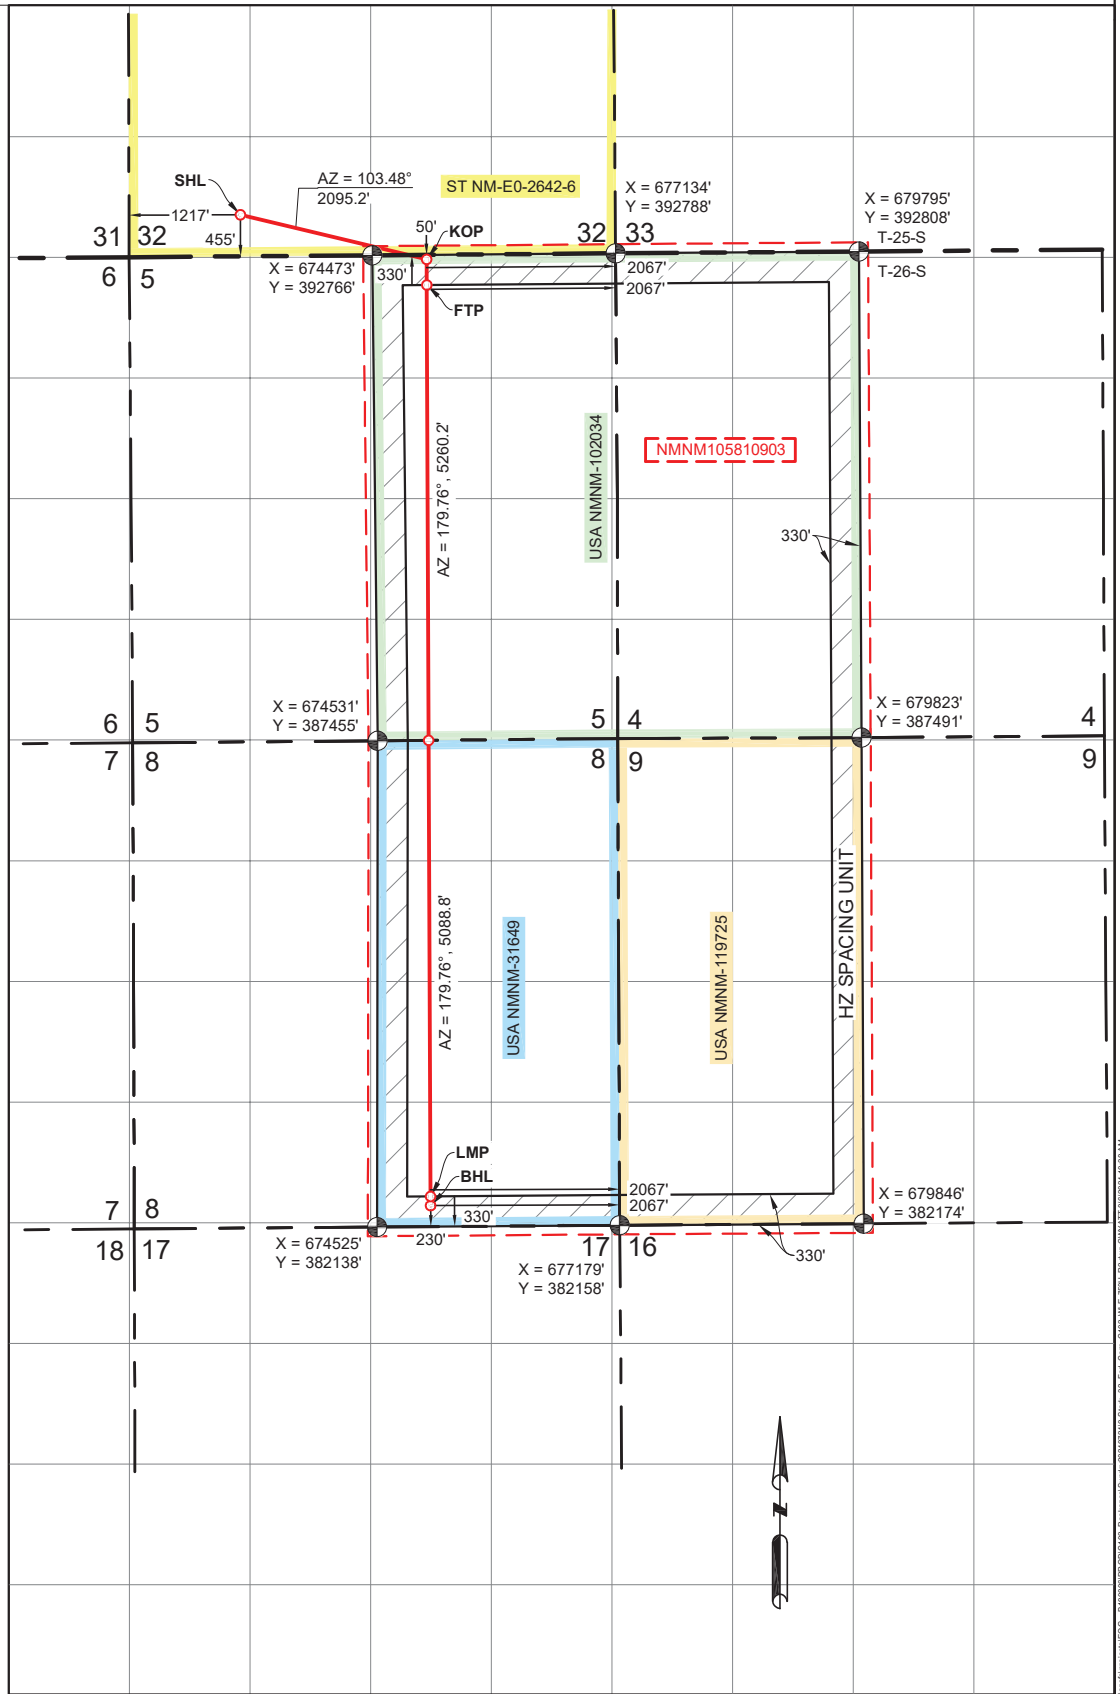 SHL
AZ = 103.48°
2095.2'
ST NM-E0-2642-6
1217'
455'
50'
KOP
X = 677134'
Y = 392788'
X = 679795'
Y = 392808'
T-25-S
T-26-S
31 32
6 5
32 33
X = 674473'
Y = 392766'
330'
2067'
2067'
FTP
AZ = 179.76°, 5260.2'
USA NMNM-102034
NMNM105810903
330'
X = 674531'
Y = 387455'
X = 679823'
Y = 387491'
6 5
7 8
5 4
8 9
4
9
AZ = 179.76°, 5088.8'
USA NMNM-31649
USA NMNM-119725
HZ SPACING UNIT
LMP
BHL
2067'
2067'
330'
230'
X = 679846'
Y = 382174'
7 8
18 17
X = 674525'
Y = 382138'
17 16
330'
X = 677179'
Y = 382158'
N